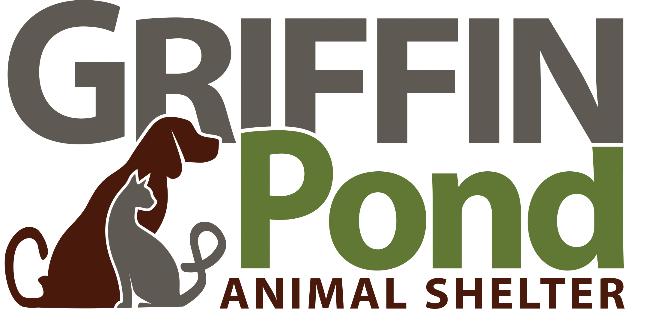 GRIFFIN
Pond
ANIMAL SHELTER